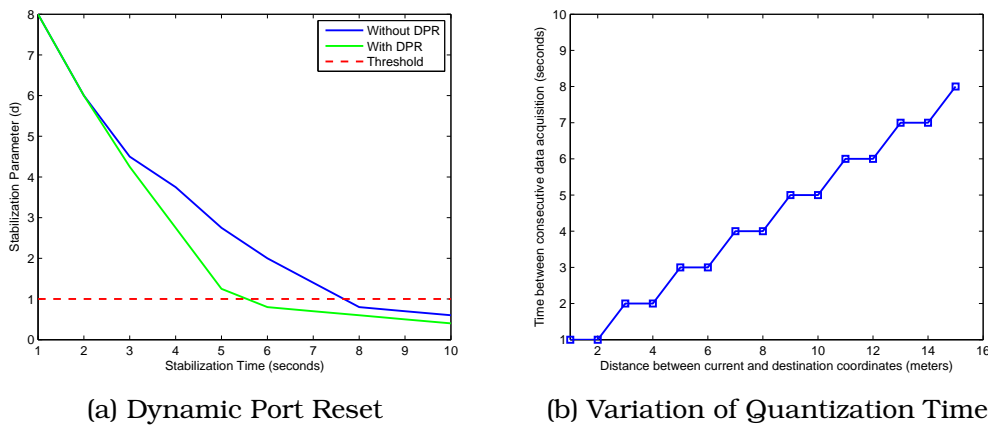 8
7
6
5
4
3
2
1
0
1 2 3 4 5 6 7 8 9 10
Stabilization Parameter (d)
Stabilization Time (seconds)
Without DPR
With DPR
Threshold
(a) Dynamic Port Reset
10
9
8
7
6
5
4
3
2
1
2 4 6 8 10 12 14 16
Time between consecutive data acquisition (seconds)
Distance between current and destination coordinates (meters)
(b) Variation of Quantization Time